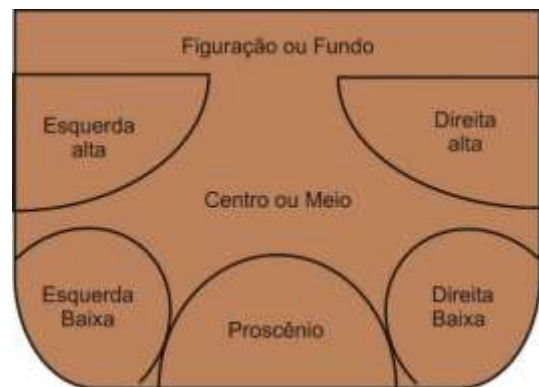 Figuração ou Fundo
Esquerda
alta
Direita
alta
Centro ou Meio
Esquerda
Baixa
Proscênio
Direita
Baixa